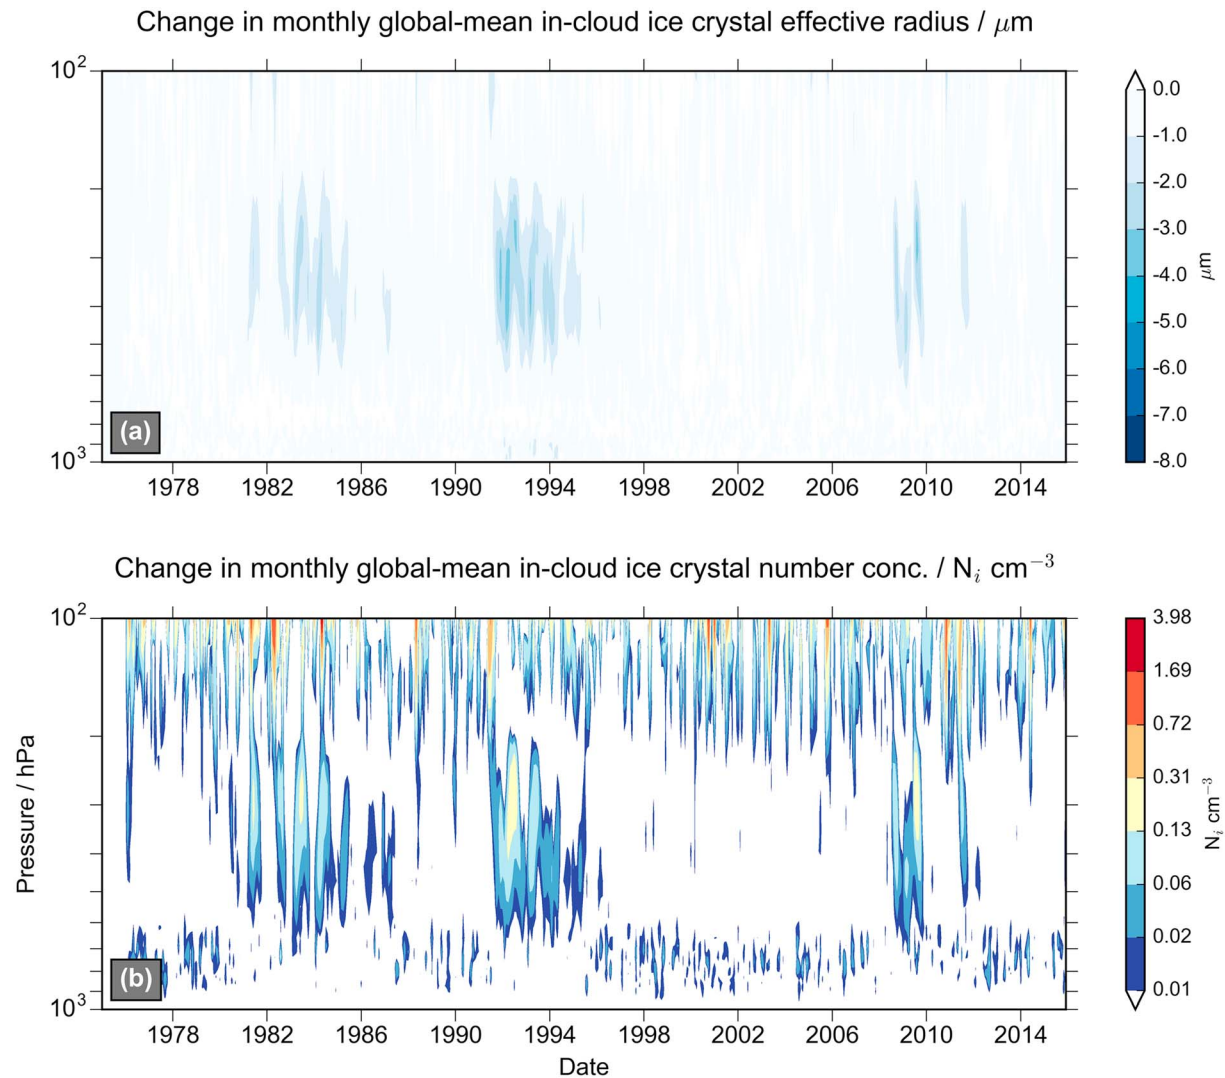 Change in monthly global-mean in-cloud ice crystal effective radius / μm
10²
10³
(a)
1978 1982 1986 1990 1994 1998 2002 2006 2010 2014
0.0
-1.0
-2.0
-3.0
-4.0
-5.0
-6.0
-7.0
-8.0
μm
Change in monthly global-mean in-cloud ice crystal number conc. / Nᵢ cm⁻³
Pressure / hPa
10²
10³
(b)
1978 1982 1986 1990 1994 1998 2002 2006 2010 2014
Date
3.98
1.69
0.72
0.31
0.13
0.06
0.02
0.01
Nᵢ cm⁻³